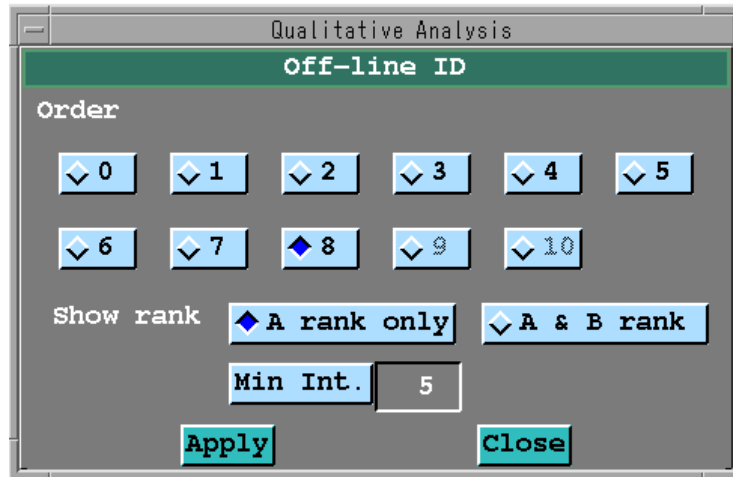 Qualitative Analysis
Off-line ID
Order
0 1 2 3 4 5
6 7 8 9 10
Show rank A rank only A & B rank
Min Int. 5
Apply Close